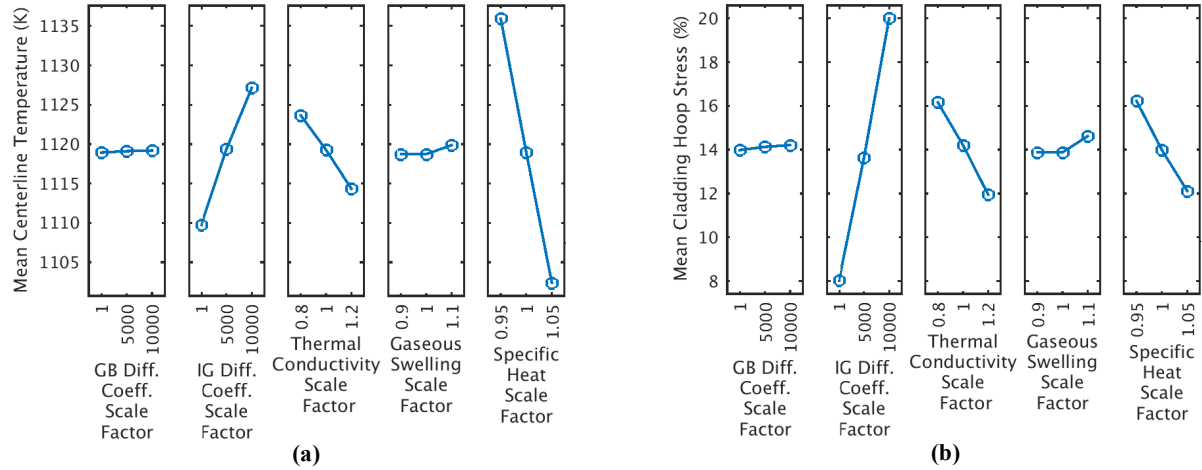 Mean Centerline Temperature (K)
1135
1130
1125
1120
1115
1110
1105
1
5000
10000
GB Diff.
Coeff.
Scale
Factor
1
5000
10000
IG Diff.
Coeff.
Scale
Factor
0.8
1
1.2
Thermal
Conductivity
Scale
Factor
0.9
1
1.1
Gaseous
Swelling
Scale
Factor
0.95
1
1.05
Specific
Heat
Scale
Factor
(a)
Mean Cladding Hoop Stress (%)
20
18
16
14
12
10
8
1
5000
10000
GB Diff.
Coeff.
Scale
Factor
1
5000
10000
IG Diff.
Coeff.
Scale
Factor
0.8
1
1.2
Thermal
Conductivity
Scale
Factor
0.9
1
1.1
Gaseous
Swelling
Scale
Factor
0.95
1
1.05
Specific
Heat
Scale
Factor
(b)